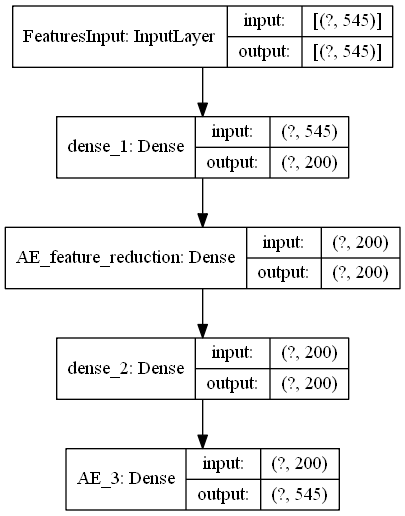 FeaturesInput: InputLayer
input: [(?, 545)]
output: [(?, 545)]
dense_1: Dense
input: (?, 545)
output: (?, 200)
AE_feature_reduction: Dense
input: (?, 200)
output: (?, 200)
dense_2: Dense
input: (?, 200)
output: (?, 200)
AE_3: Dense
input: (?, 200)
output: (?, 545)